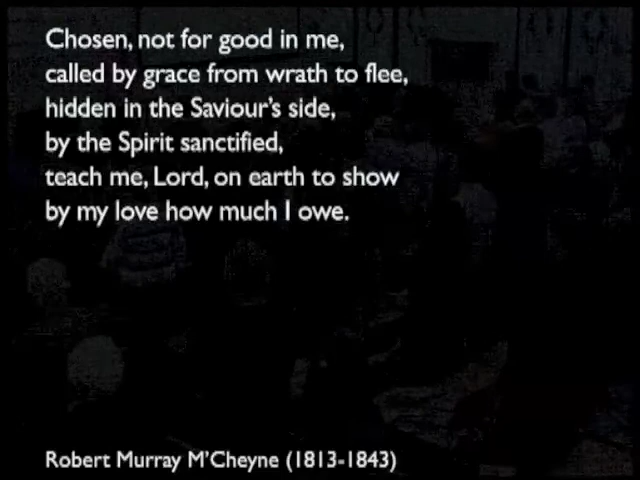 Chosen, not for good in me,
called by grace from wrath to flee,
hidden in the Saviour's side,
by the Spirit sanctified,
teach me, Lord, on earth to show
by my love how much I owe.
Robert Murray M'Cheyne (1813-1843)